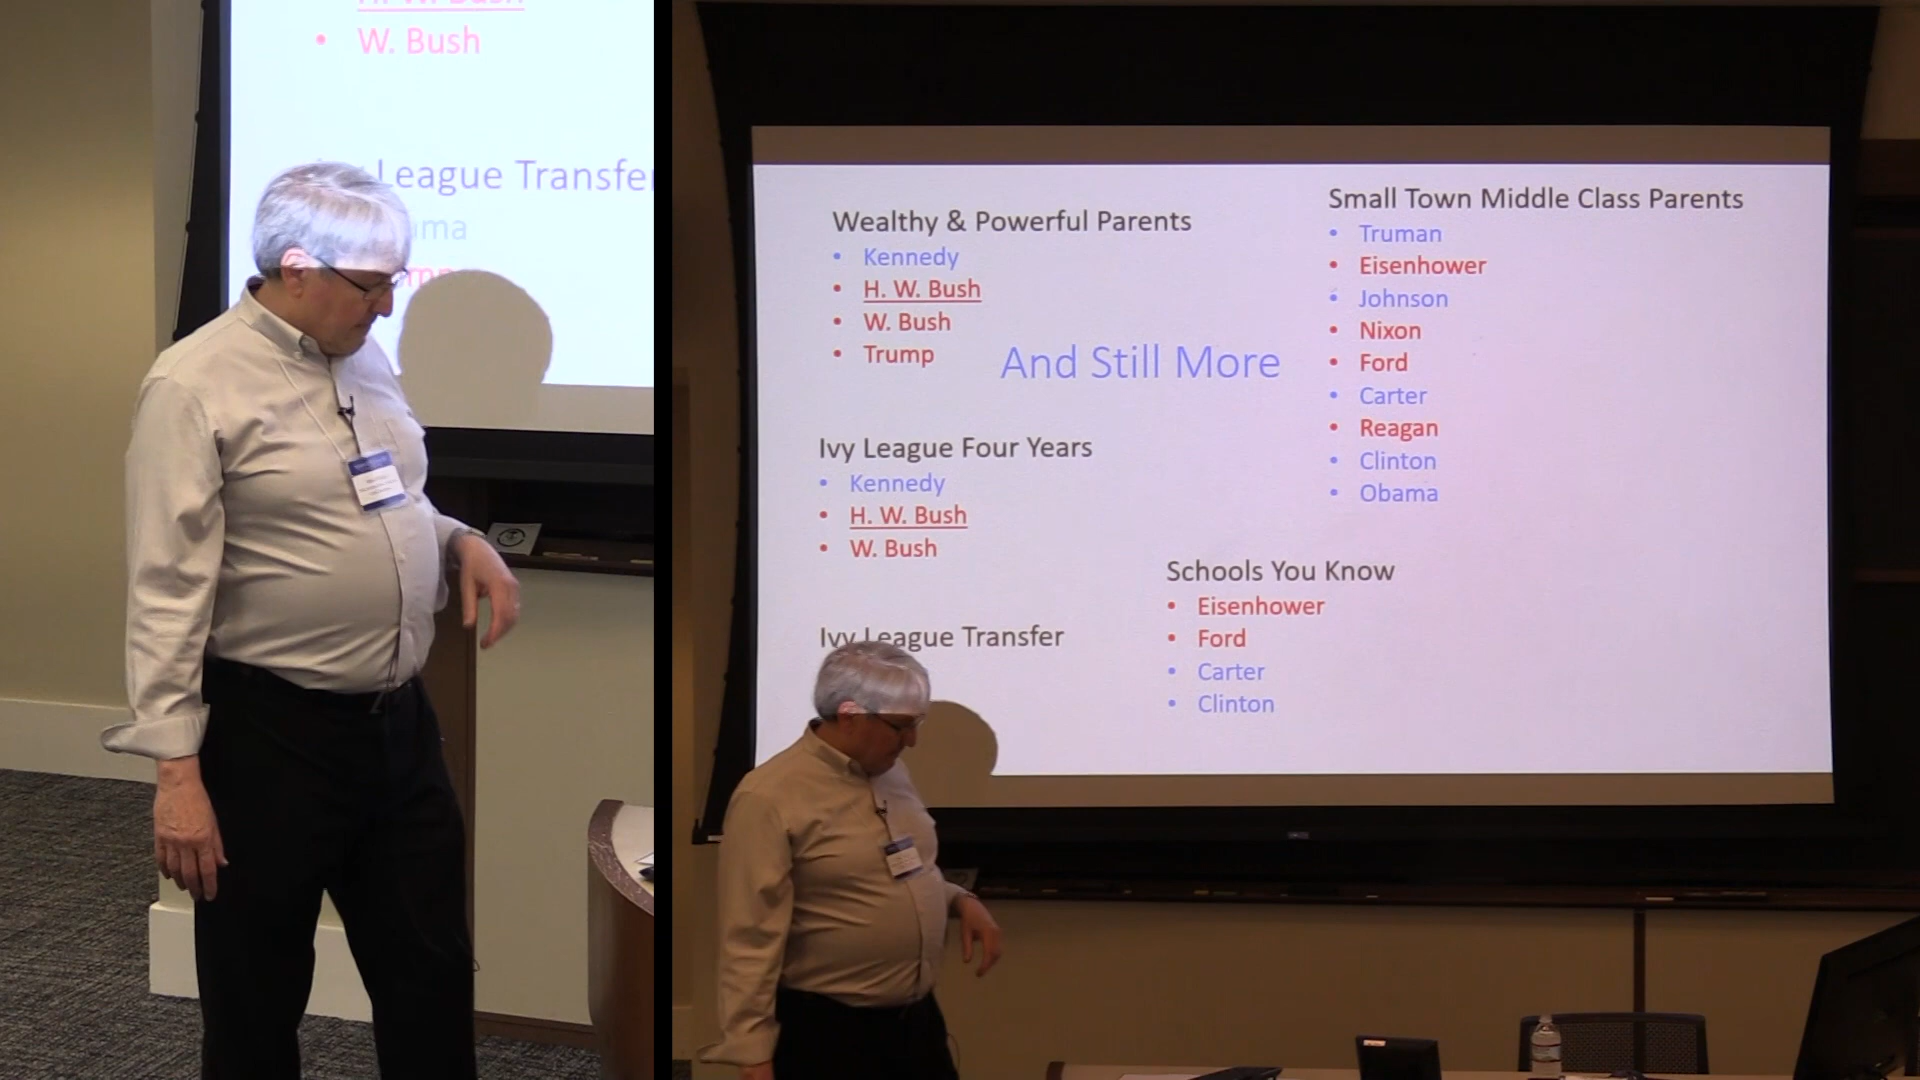 H. W. Bush
• W. Bush
League Transfer
Wealthy & Powerful Parents
• Kennedy
• H. W. Bush
• W. Bush
• Trump
And Still More
Ivy League Four Years
• Kennedy
• H. W. Bush
• W. Bush
Ivy League Transfer
Small Town Middle Class Parents
• Truman
• Eisenhower
• Johnson
• Nixon
• Ford
• Carter
• Reagan
• Clinton
• Obama
Schools You Know
• Eisenhower
• Ford
• Carter
• Clinton